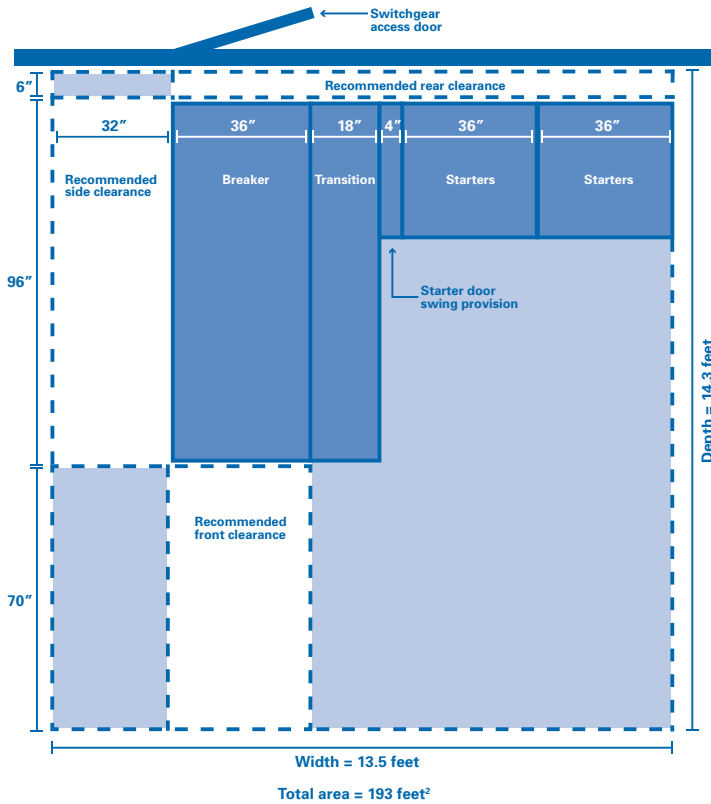 Switchgear
access door
6″
Recommended rear clearance
32″
36″
18″
4″
36″
36″
Recommended
side clearance
Breaker
Transition
Starters
Starters
96″
Starter door
swing provision
Depth = 14.3 feet
Recommended
front clearance
70″
Width = 13.5 feet
Total area = 193 feet²